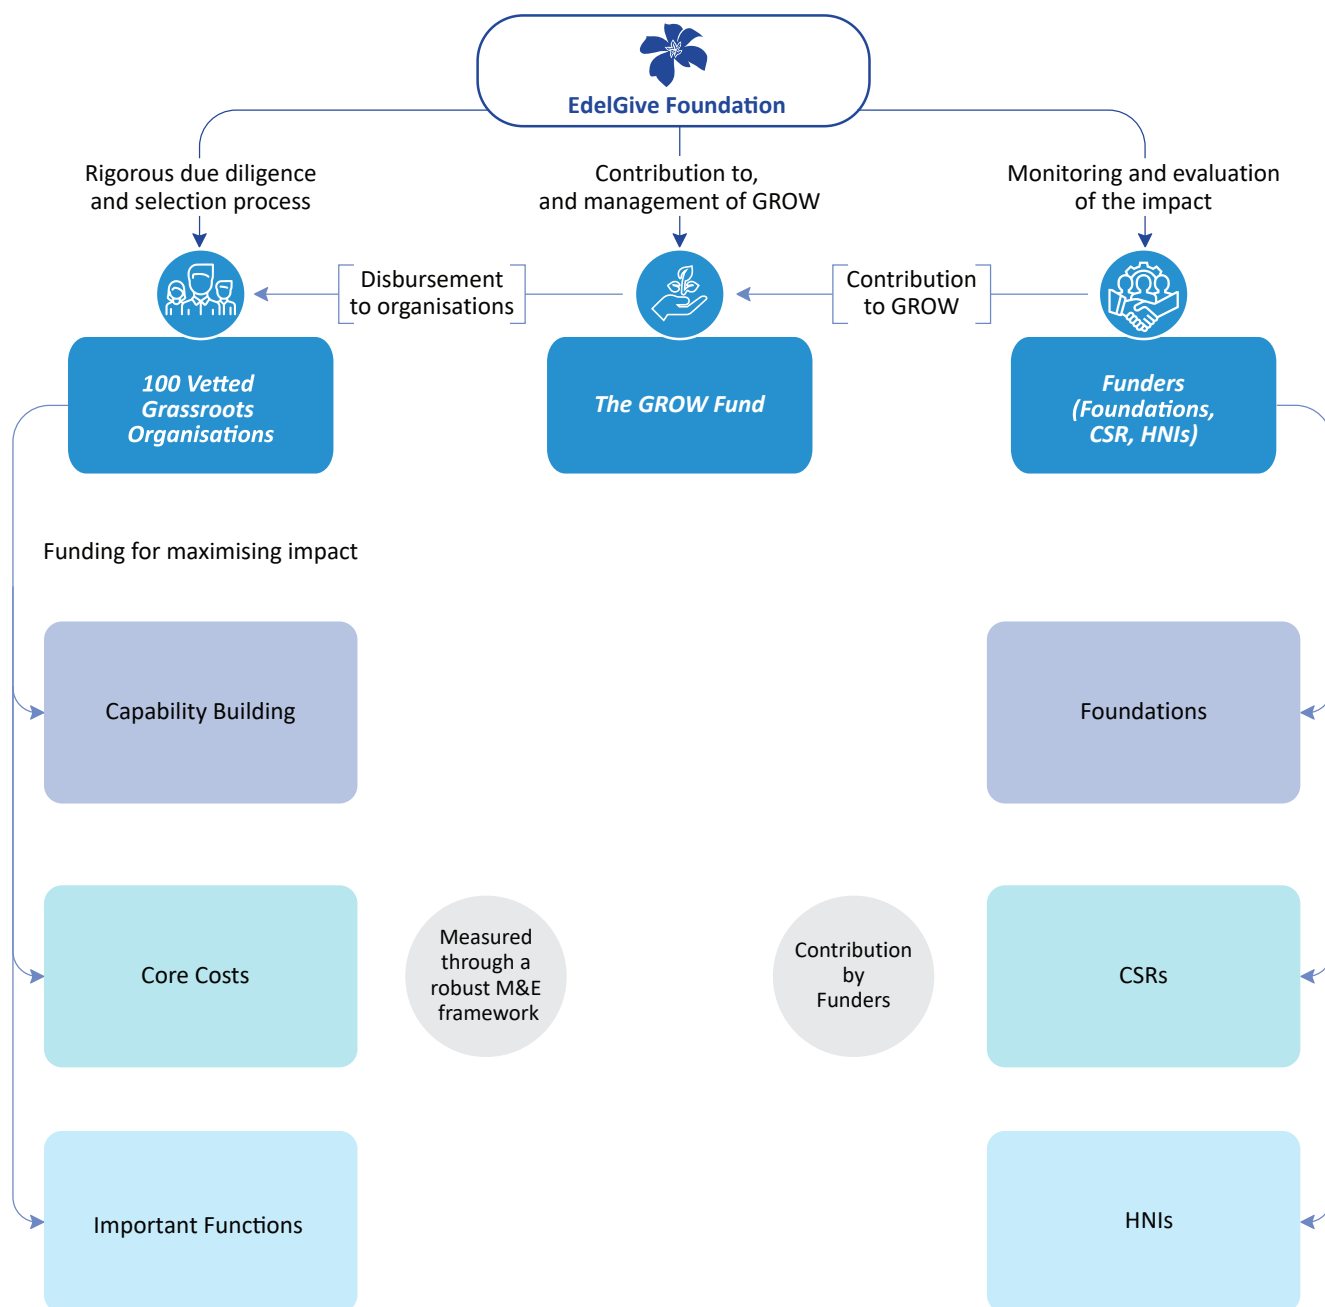 EdelGive Foundation
Rigorous due diligence
and selection process
Contribution to,
and management of GROW
Monitoring and evaluation
of the impact
Disbursement
to organisations
Contribution
to GROW
100 Vetted
Grassroots
Organisations
The GROW Fund
Funders
(Foundations,
CSR, HNIs)
Funding for maximising impact
Capability Building
Foundations
Core Costs
Measured
through a
robust M&E
framework
Contribution
by
Funders
CSRs
Important Functions
HNIs